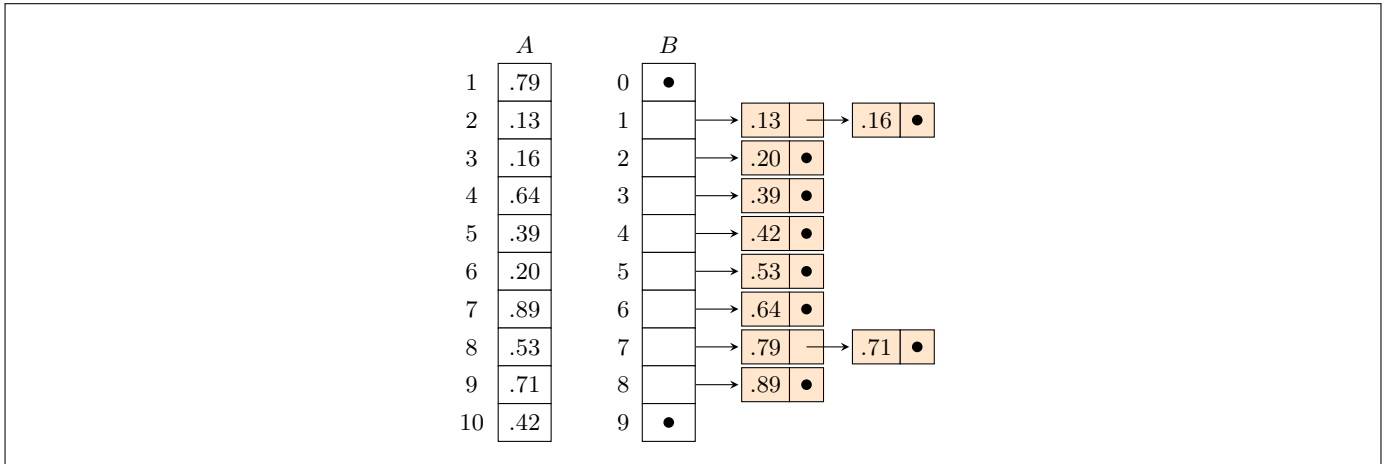 A B
1 .79 0
2 .13 1 .13 .16
3 .16 2 .20
4 .64 3 .39
5 .39 4 .42
6 .20 5 .53
7 .89 6 .64
8 .53 7 .79 .71
9 .71 8 .89
10 .42 9